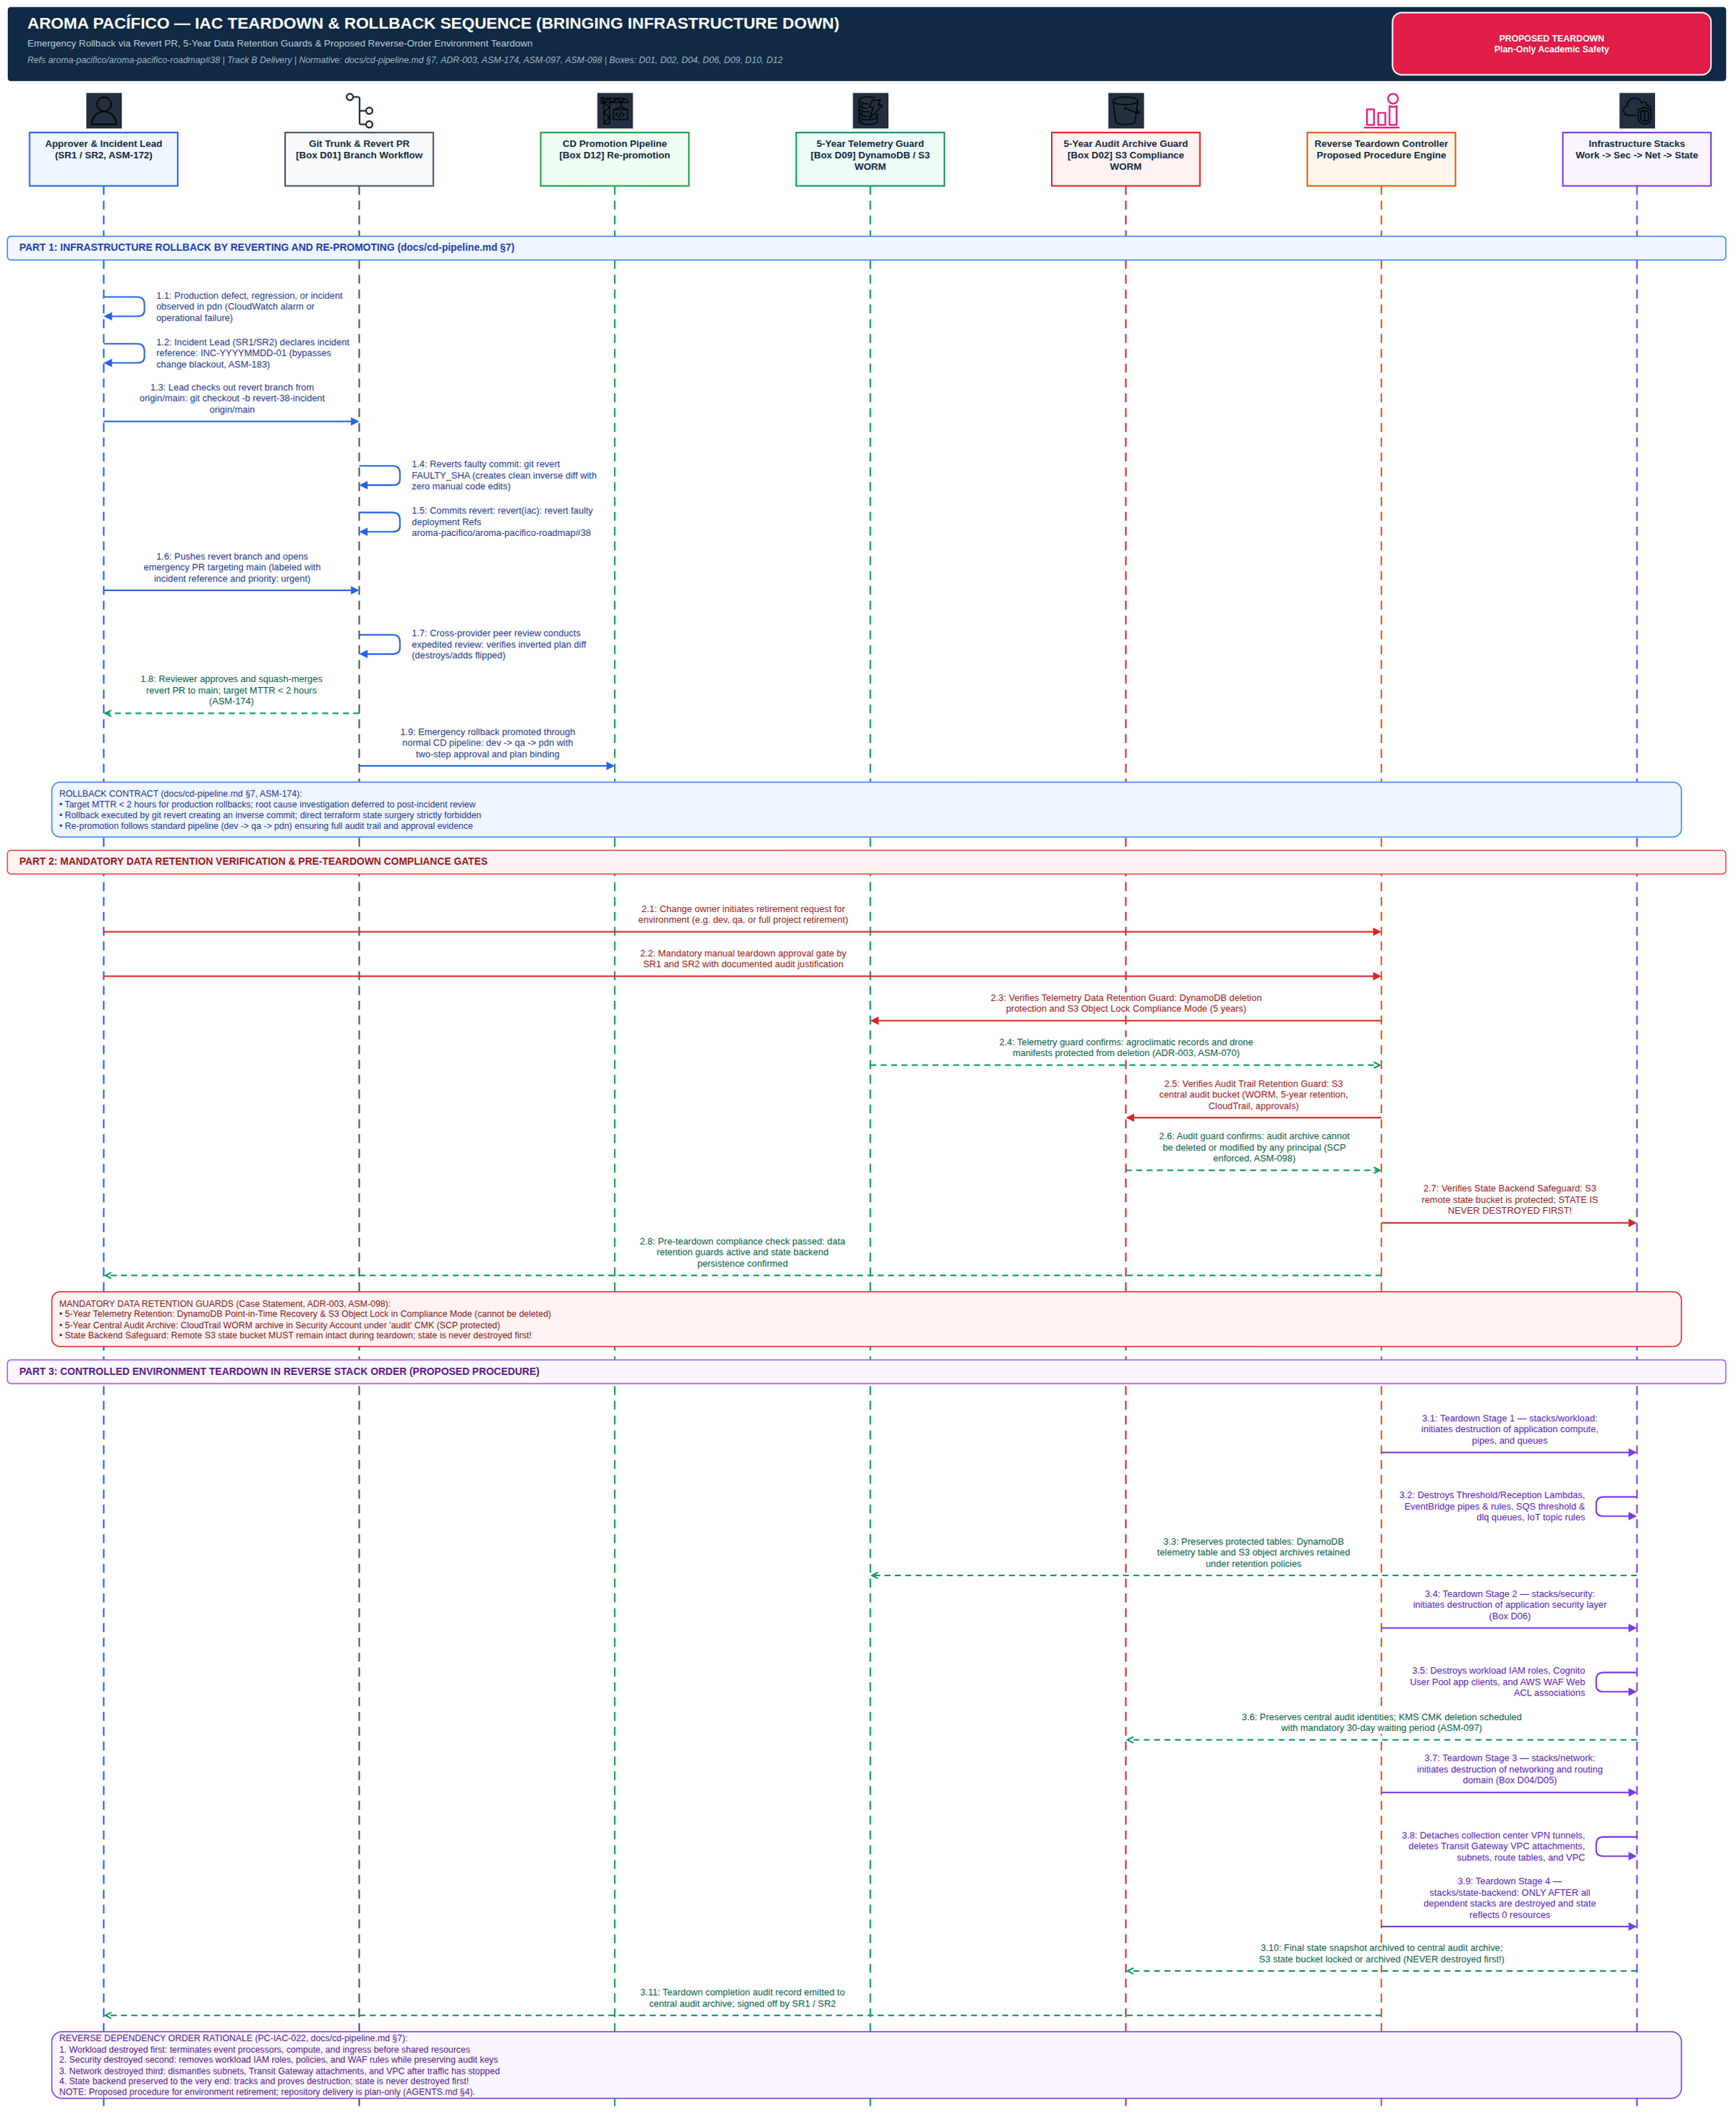 AROMA PACÍFICO — IAC TEARDOWN & ROLLBACK SEQUENCE (BRINGING INFRASTRUCTURE DOWN)
Emergency Rollback via Revert PR, 5-Year Data Retention Guards & Proposed Reverse-Order Environment Teardown
Refs aroma-pacifico/aroma-pacifico-roadmap#38 | Track B Delivery | Normative: docs/cd-pipeline.md §7, ADR-003, ASM-174, ASM-097, ASM-098 | Boxes: D01, D02, D04, D06, D09, D10, D12
PROPOSED TEARDOWN
Plan-Only Academic Safety
Approver & Incident Lead
(SR1 / SR2, ASM-172)
Git Trunk & Revert PR
[Box D01] Branch Workflow
CD Promotion Pipeline
[Box D12] Re-promotion
5-Year Telemetry Guard
[Box D09] DynamoDB / S3
WORM
5-Year Audit Archive Guard
[Box D02] S3 Compliance
WORM
Reverse Teardown Controller
Proposed Procedure Engine
Infrastructure Stacks
Work -> Sec -> Net -> State
PART 1: INFRASTRUCTURE ROLLBACK BY REVERTING AND RE-PROMOTING (docs/cd-pipeline.md §7)
1.1: Production defect, regression, or incident
observed in pdn (CloudWatch alarm or
operational failure)
1.2: Incident Lead (SR1/SR2) declares incident
reference: INC-YYYYMMDD-01 (bypasses
change blackout, ASM-183)
1.3: Lead checks out revert branch from
origin/main: git checkout -b revert-38-incident
origin/main
1.4: Reverts faulty commit: git revert
FAULTY_SHA (creates clean inverse diff with
zero manual code edits)
1.5: Commits revert: revert(iac): revert faulty
deployment Refs
aroma-pacifico/aroma-pacifico-roadmap#38
1.6: Pushes revert branch and opens
emergency PR targeting main (labeled with
incident reference and priority: urgent)
1.7: Cross-provider peer review conducts
expedited review: verifies inverted plan diff
(destroys/adds flipped)
1.8: Reviewer approves and squash-merges
revert PR to main; target MTTR < 2 hours
(ASM-174)
1.9: Emergency rollback promoted through
normal CD pipeline: dev -> qa -> pdn with
two-step approval and plan binding
ROLLBACK CONTRACT (docs/cd-pipeline.md §7, ASM-174):
• Target MTTR < 2 hours for production rollbacks; root cause investigation deferred to post-incident review
• Rollback executed by git revert creating an inverse commit; direct terraform state surgery strictly forbidden
• Re-promotion follows standard pipeline (dev -> qa -> pdn) ensuring full audit trail and approval evidence
PART 2: MANDATORY DATA RETENTION VERIFICATION & PRE-TEARDOWN COMPLIANCE GATES
2.1: Change owner initiates retirement request for
environment (e.g. dev, qa, or full project retirement)
2.2: Mandatory manual teardown approval gate by
SR1 and SR2 with documented audit justification
2.3: Verifies Telemetry Data Retention Guard: DynamoDB deletion
protection and S3 Object Lock Compliance Mode (5 years)
2.4: Telemetry guard confirms: agroclimatic records and drone
manifests protected from deletion (ADR-003, ASM-070)
2.5: Verifies Audit Trail Retention Guard: S3
central audit bucket (WORM, 5-year retention,
CloudTrail, approvals)
2.6: Audit guard confirms: audit archive cannot
be deleted or modified by any principal (SCP
enforced, ASM-098)
2.7: Verifies State Backend Safeguard: S3
remote state bucket is protected; STATE IS
NEVER DESTROYED FIRST!
2.8: Pre-teardown compliance check passed: data
retention guards active and state backend
persistence confirmed
MANDATORY DATA RETENTION GUARDS (Case Statement, ADR-003, ASM-098):
• 5-Year Telemetry Retention: DynamoDB Point-in-Time Recovery & S3 Object Lock in Compliance Mode (cannot be deleted)
• 5-Year Central Audit Archive: CloudTrail WORM archive in Security Account under 'audit' CMK (SCP protected)
• State Backend Safeguard: Remote S3 state bucket MUST remain intact during teardown; state is never destroyed first!
PART 3: CONTROLLED ENVIRONMENT TEARDOWN IN REVERSE STACK ORDER (PROPOSED PROCEDURE)
3.1: Teardown Stage 1 — stacks/workload:
initiates destruction of application compute,
pipes, and queues
3.2: Destroys Threshold/Reception Lambdas,
EventBridge pipes & rules, SQS threshold &
dlq queues, IoT topic rules
3.3: Preserves protected tables: DynamoDB
telemetry table and S3 object archives retained
under retention policies
3.4: Teardown Stage 2 — stacks/security:
initiates destruction of application security layer
(Box D06)
3.5: Destroys workload IAM roles, Cognito
User Pool app clients, and AWS WAF Web
ACL associations
3.6: Preserves central audit identities; KMS CMK deletion scheduled
with mandatory 30-day waiting period (ASM-097)
3.7: Teardown Stage 3 — stacks/network:
initiates destruction of networking and routing
domain (Box D04/D05)
3.8: Detaches collection center VPN tunnels,
deletes Transit Gateway VPC attachments,
subnets, route tables, and VPC
3.9: Teardown Stage 4 —
stacks/state-backend: ONLY AFTER all
dependent stacks are destroyed and state
reflects 0 resources
3.10: Final state snapshot archived to central audit archive;
S3 state bucket locked or archived (NEVER destroyed first!)
3.11: Teardown completion audit record emitted to
central audit archive; signed off by SR1 / SR2
REVERSE DEPENDENCY ORDER RATIONALE (PC-IAC-022, docs/cd-pipeline.md §7):
1. Workload destroyed first: terminates event processors, compute, and ingress before shared resources
2. Security destroyed second: removes workload IAM roles, policies, and WAF rules while preserving audit keys
3. Network destroyed third: dismantles subnets, Transit Gateway attachments, and VPC after traffic has stopped
4. State backend preserved to the very end: tracks and proves destruction; state is never destroyed first!
NOTE: Proposed procedure for environment retirement; repository delivery is plan-only (AGENTS.md §4).